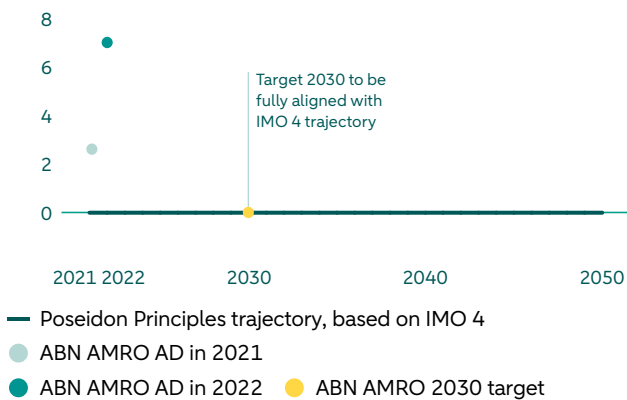 8
6
4
2
0
Target 2030 to be
fully aligned with
IMO 4 trajectory
2021 2022 2030 2040 2050
Poseidon Principles trajectory, based on IMO 4
ABN AMRO AD in 2021
ABN AMRO AD in 2022 ABN AMRO 2030 target